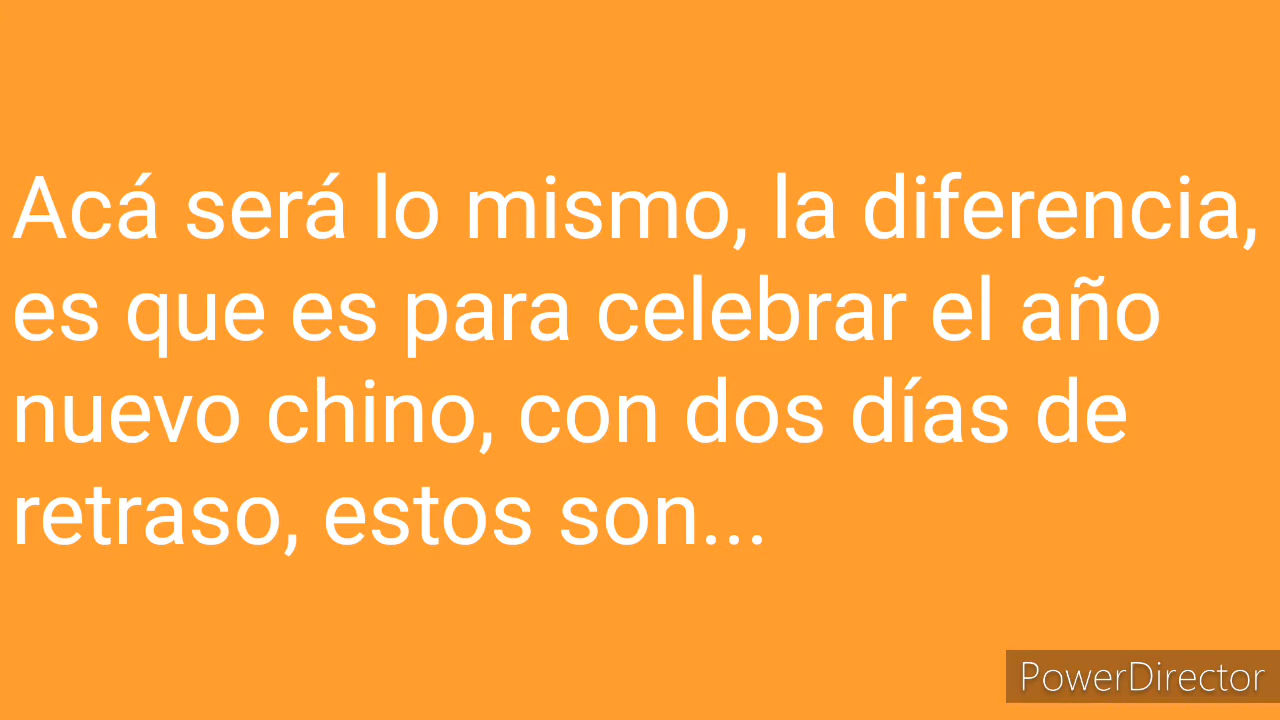 Acá será lo mismo, la diferencia,
es que es para celebrar el año
nuevo chino, con dos días de
retraso, estos son...
PowerDirector